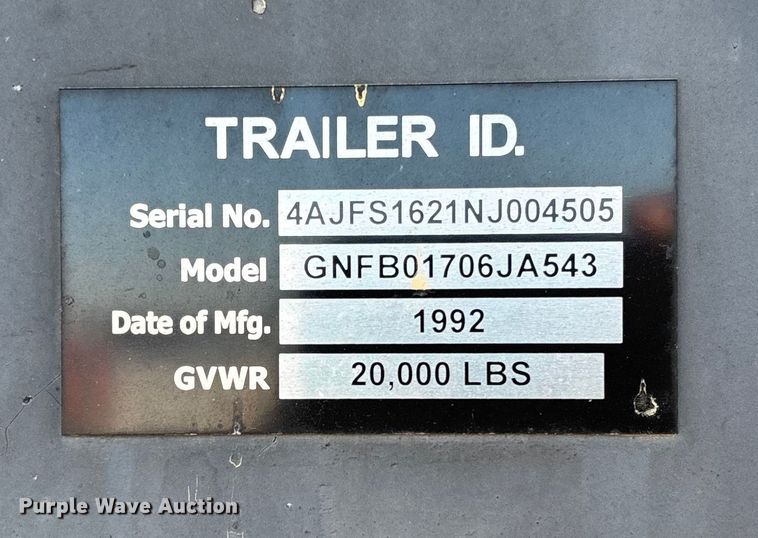 TRAILER ID.
Serial No. 4AJFS1621NJ004505
Model GNFB01706JA543
Date of Mfg. 1992
GVWR 20,000 LBS
Purple Wave Auction